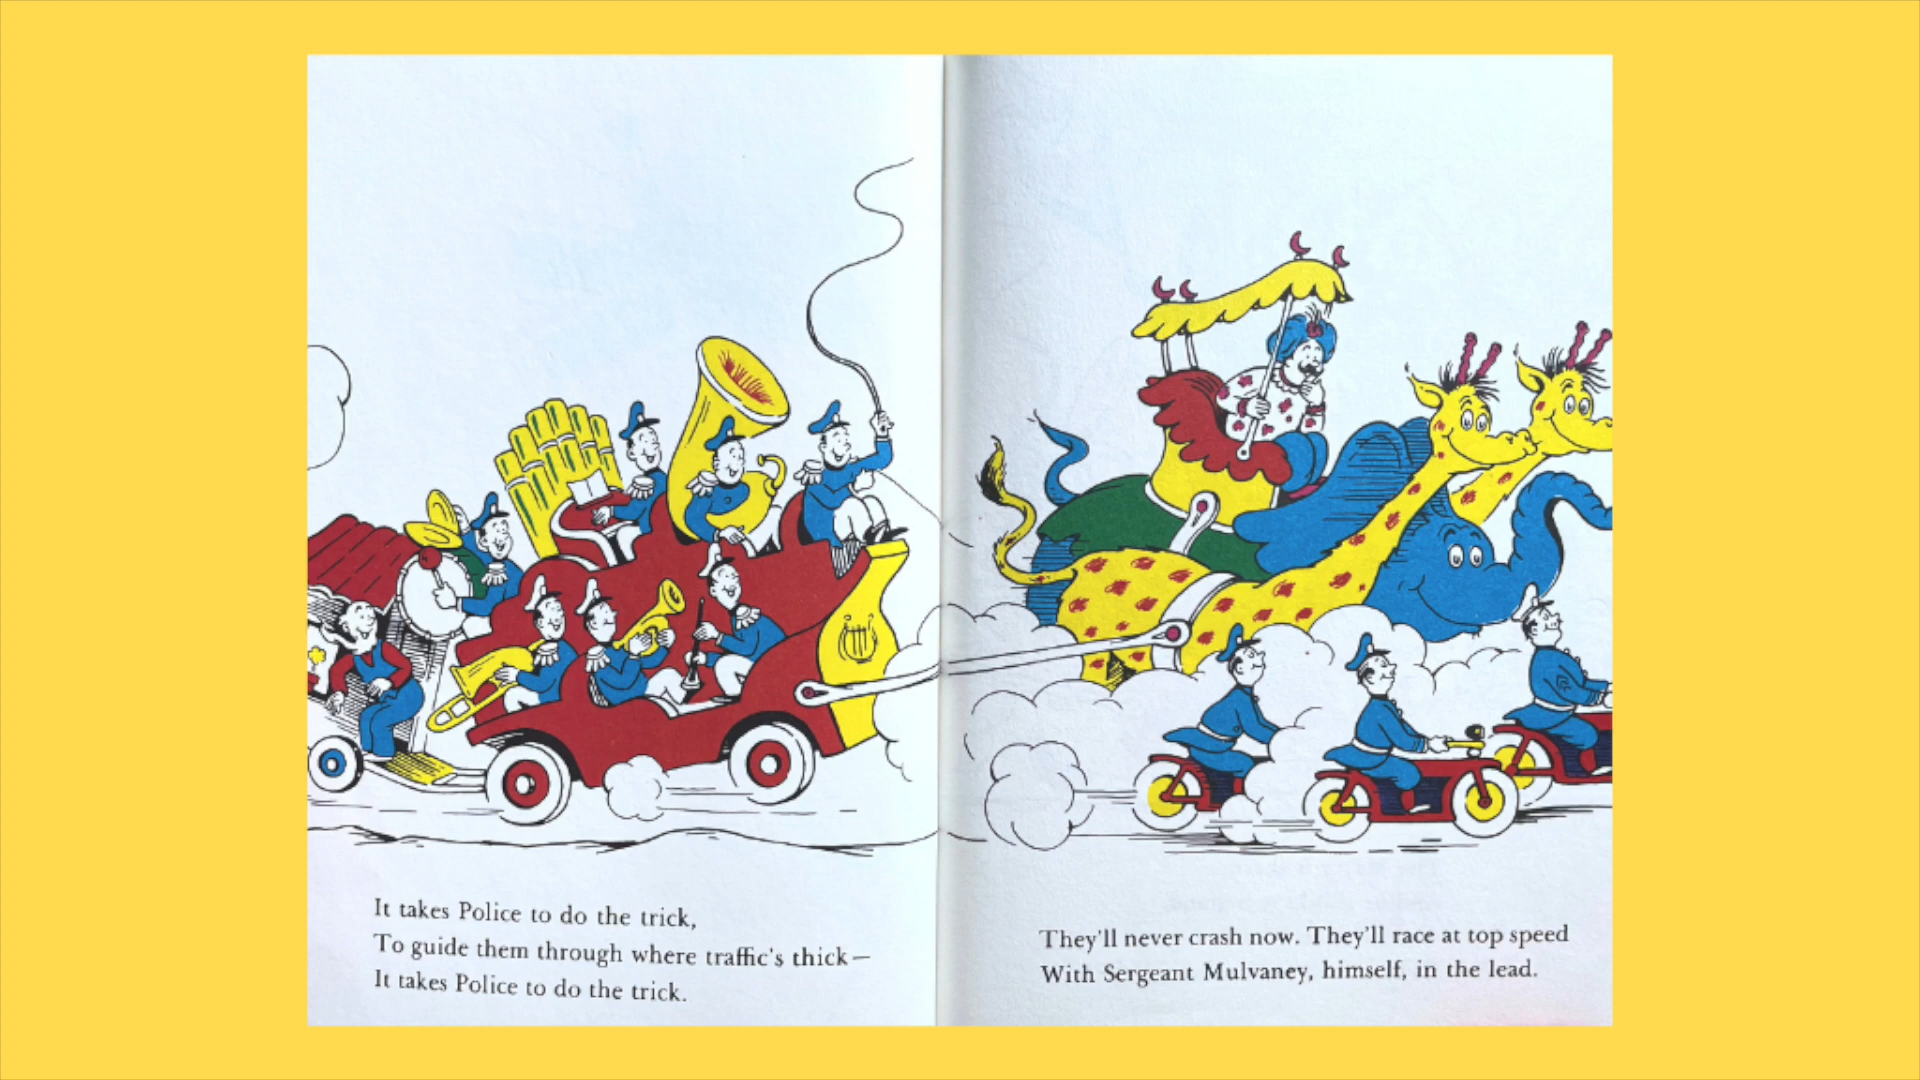 It takes Police to do the trick,
To guide them through where traffic's thick—
It takes Police to do the trick.
They'll never crash now. They'll race at top speed
With Sergeant Mulvaney, himself, in the lead.